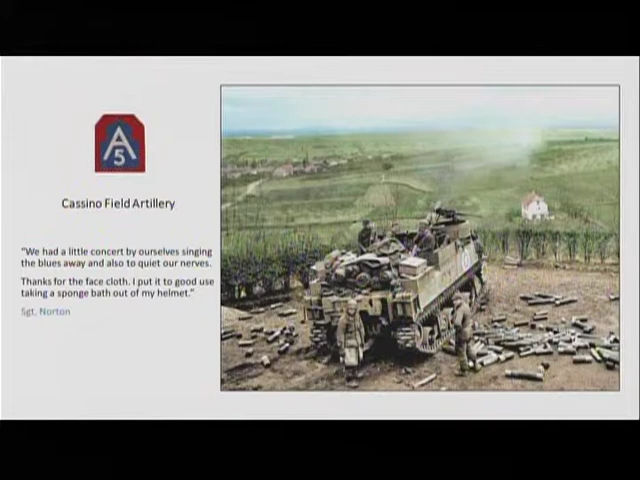 A
5
Cassino Field Artillery
"We had a little concert by ourselves singing
the blues away and also to quiet our nerves.
Thanks for the face cloth. I put it to good use
taking a sponge bath out of my helmet."
Sgt. Norton